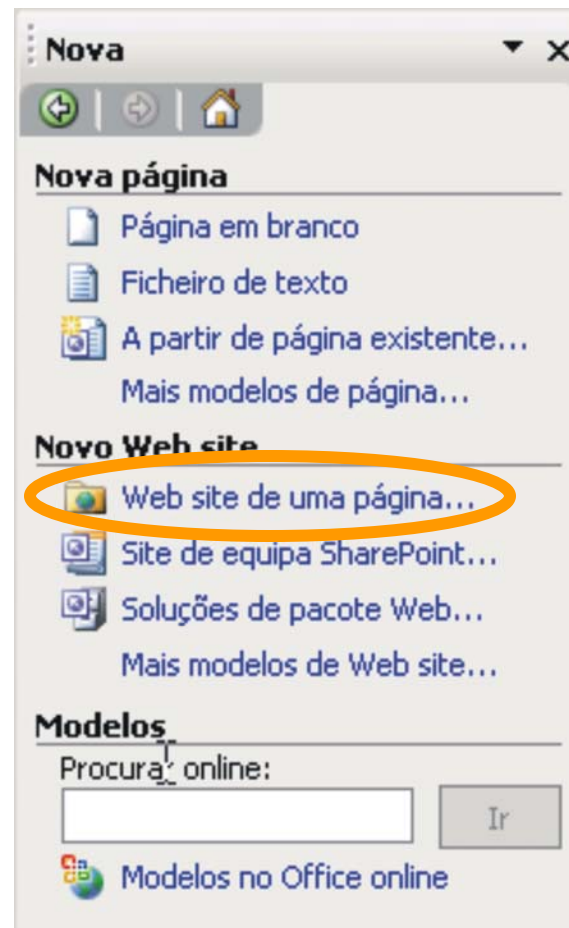 Nova
Nova página
Página em branco
Ficheiro de texto
A partir de página existente...
Mais modelos de página...
Novo Web site
Web site de uma página...
Site de equipa SharePoint...
Soluções de pacote Web...
Mais modelos de Web site...
Modelos
Procurar online:
Ir
Modelos no Office online